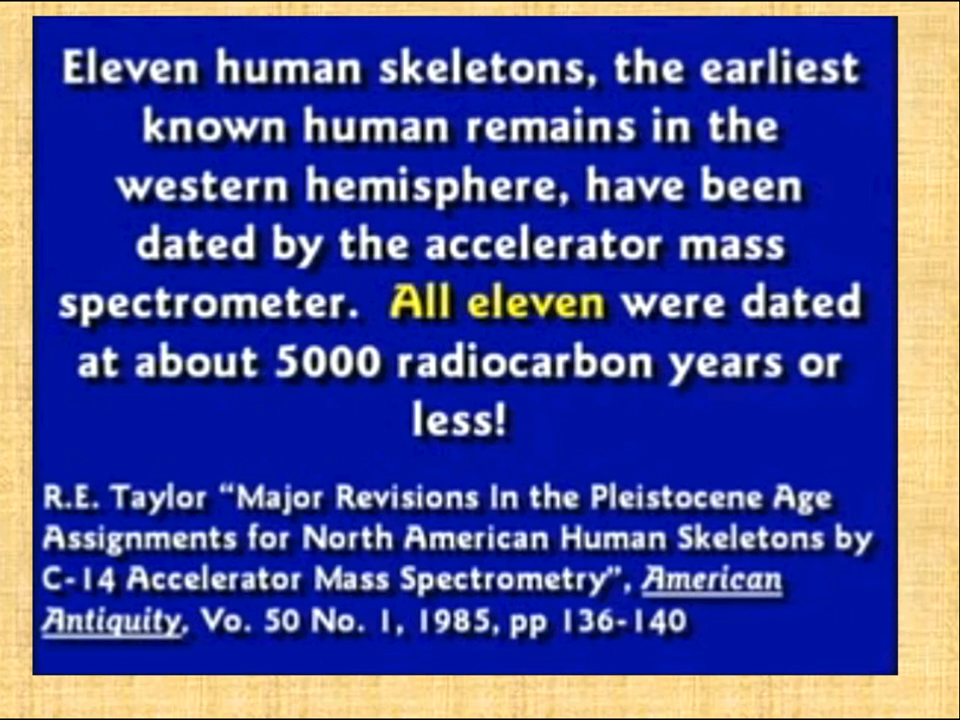 Eleven human skeletons, the earliest
known human remains in the
western hemisphere, have been
dated by the accelerator mass
spectrometer. All eleven were dated
at about 5000 radiocarbon years or
less!
R.E. Taylor “Major Revisions In the Pleistocene Age
Assignments for North American Human Skeletons by
C-14 Accelerator Mass Spectrometry”, American
Antiquity, Vo. 50 No. 1, 1985, pp 136-140